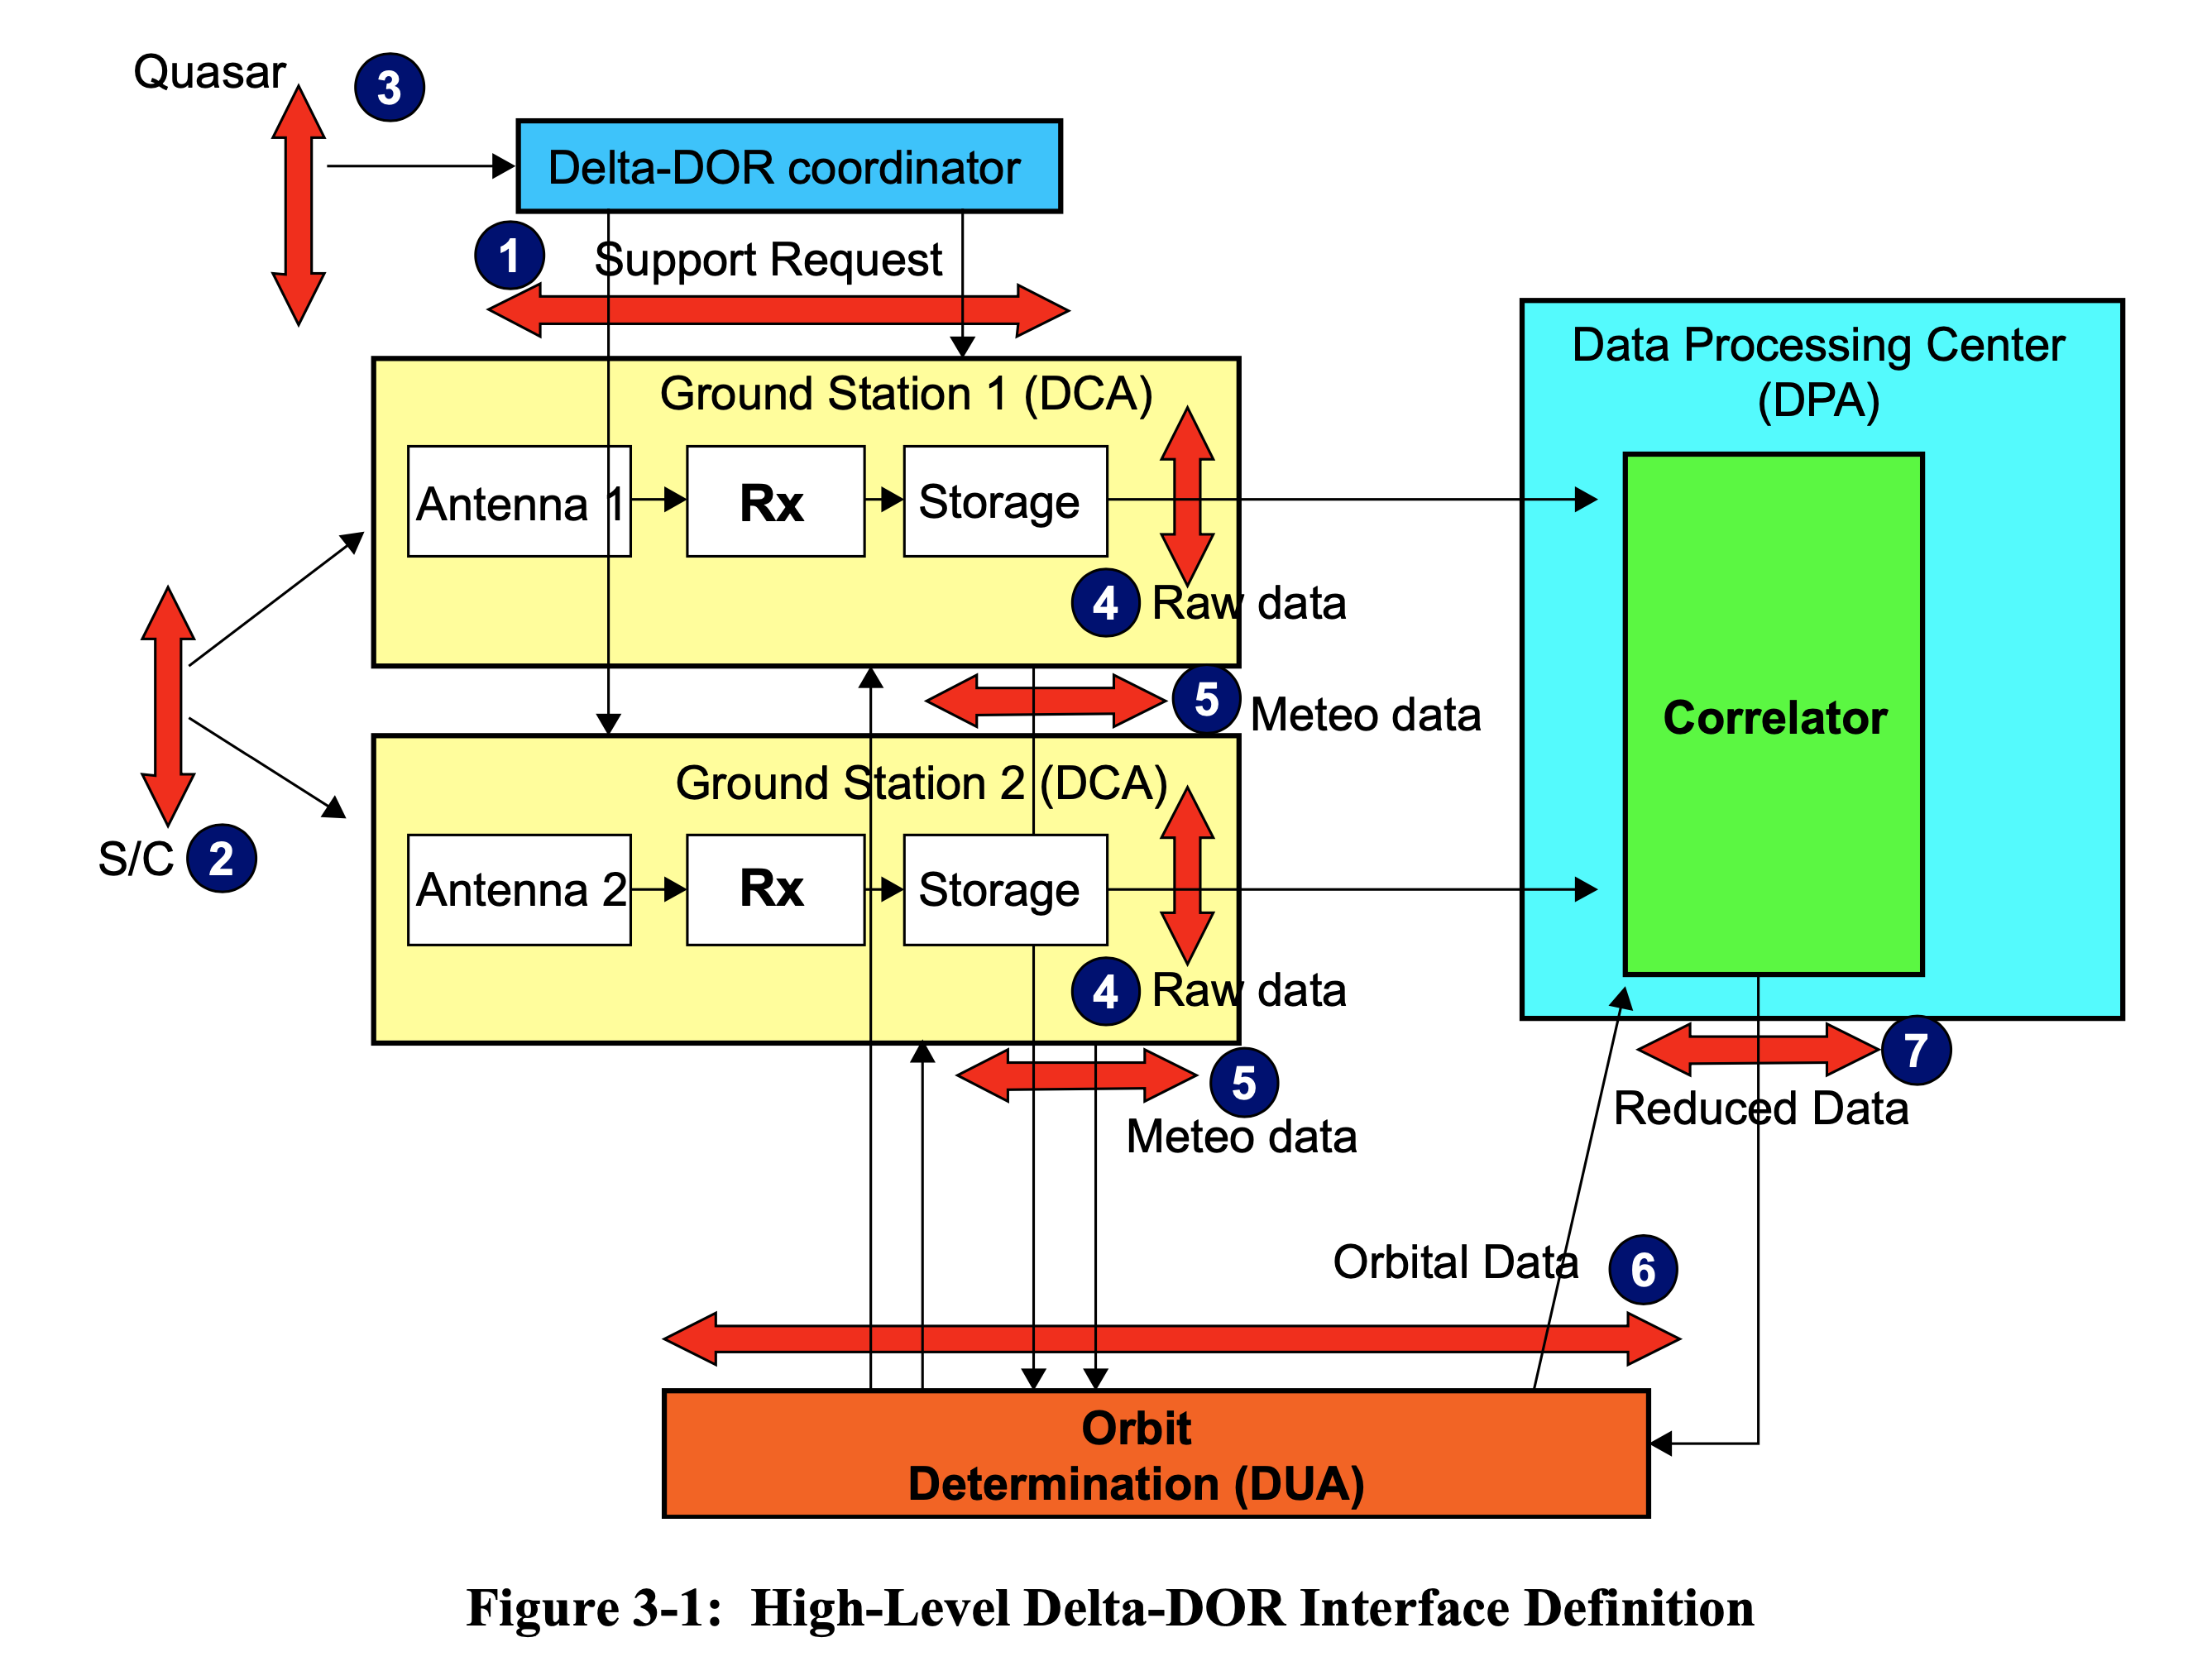 Quasar
3
Delta-DOR coordinator
1
Support Request
Data Processing Center
(DPA)
Ground Station 1 (DCA)
Antenna 1
Rx
Storage
4
Raw data
5
Meteo data
Correlator
Ground Station 2 (DCA)
S/C
2
Antenna 2
Rx
Storage
4
Raw data
5
Meteo data
7
Reduced Data
Orbital Data
6
Orbit
Determination (DUA)
Figure 3-1: High-Level Delta-DOR Interface Definition